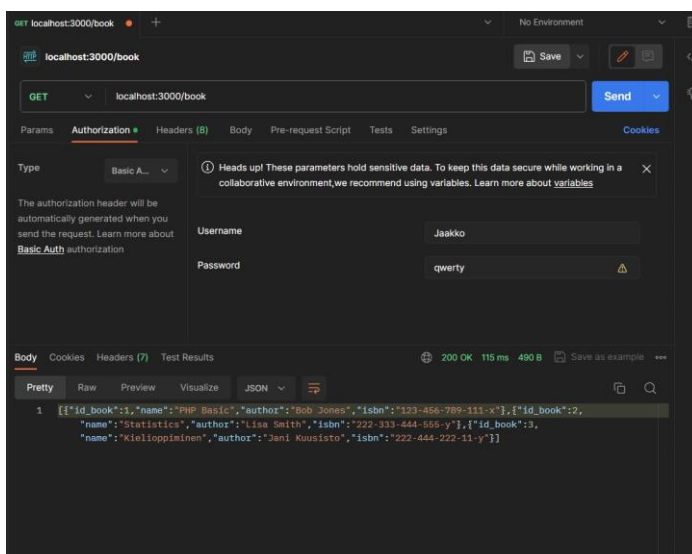 GET localhost:3000/book
No Environment
HTTP localhost:3000/book
Save
GET localhost:3000/book Send
Params Authorization Headers (8) Body Pre-request Script Tests Settings Cookies
Type Basic A...
Heads up! These parameters hold sensitive data. To keep this data secure while working in a
collaborative environment,we recommend using variables. Learn more about variables
The authorization header will be
automatically generated when you
send the request. Learn more about
Basic Auth authorization
Username Jaakko
Password qwerty
Body Cookies Headers (7) Test Results 200 OK 115 ms 490 B Save as example
Pretty Raw Preview Visualize JSON
1 [{"id_book":1,"name":"PHP Basic","author":"Bob Jones","isbn":"123-456-789-111-x"},{"id_book":2,
"name":"Statistics","author":"Lisa Smith","isbn":"222-333-444-555-y"},{"id_book":3,
"name":"Kielioppiminen","author":"Jani Kuusisto","isbn":"222-444-222-11-y"}]